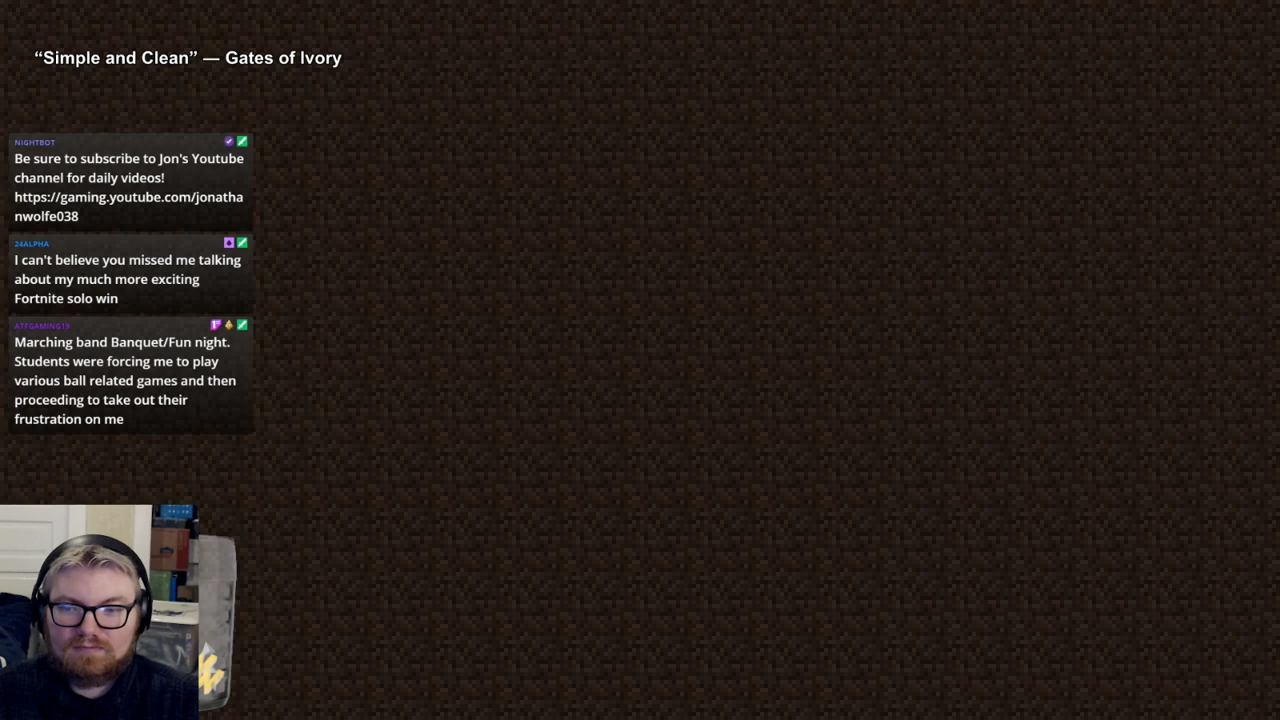 “Simple and Clean” — Gates of Ivory
NIGHTBOT
Be sure to subscribe to Jon's Youtube
channel for daily videos!
https://gaming.youtube.com/jonatha
nwolfe038
24ALPHA
I can't believe you missed me talking
about my much more exciting
Fortnite solo win
ATFGAMING19
Marching band Banquet/Fun night.
Students were forcing me to play
various ball related games and then
proceeding to take out their
frustration on me